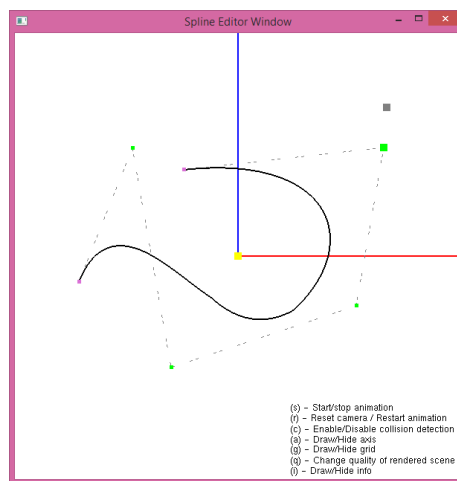 Spline Editor Window
(s) - Start/stop animation
(r) - Reset camera / Restart animation
(c) - Enable/Disable collision detection
(a) - Draw/Hide axis
(g) - Draw/Hide grid
(q) - Change quality of rendered scene
(i) - Draw/Hide info